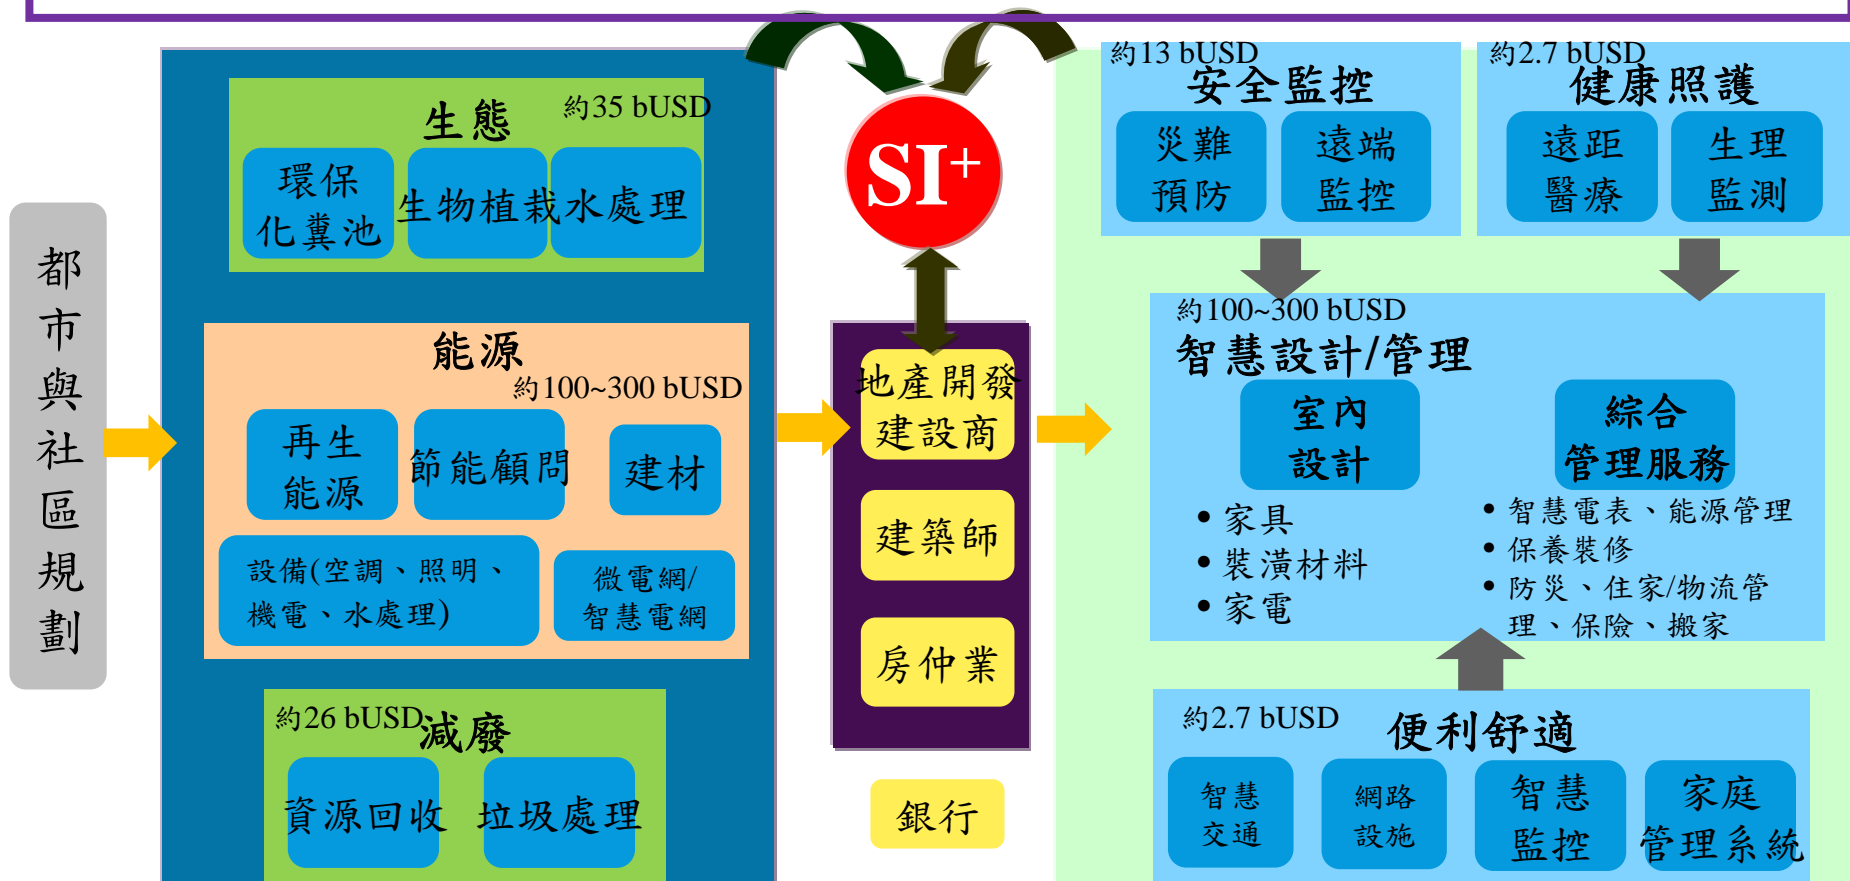 都
市
與
社
區
規
劃
生態
約35 bUSD
環保
化糞池
生物植栽
水處理
能源
約100~300 bUSD
再生
能源
節能顧問
建材
設備(空調、照明、
機電、水處理)
微電網/
智慧電網
約26 bUSD
減廢
資源回收
垃圾處理
SI+
地產開發
建設商
建築師
房仲業
銀行
約13 bUSD
安全監控
災難
預防
遠端
監控
約2.7 bUSD
健康照護
遠距
醫療
生理
監測
約100~300 bUSD
智慧設計/管理
室內
設計
• 家具
• 裝潢材料
• 家電
綜合
管理服務
• 智慧電表、能源管理
• 保養裝修
• 防災、住家/物流管
理、保險、搬家
約2.7 bUSD
便利舒適
智慧
交通
網路
設施
智慧
監控
家庭
管理系統